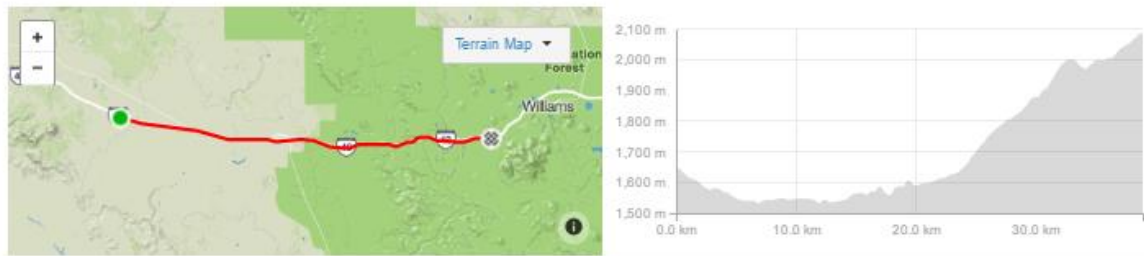 +
Terrain Map
ation
Forest
−
Williams
40
2,100 m
2,000 m
1,900 m
1,800 m
1,700 m
1,600 m
1,500 m
0.0 km
10.0 km
20.0 km
30.0 km